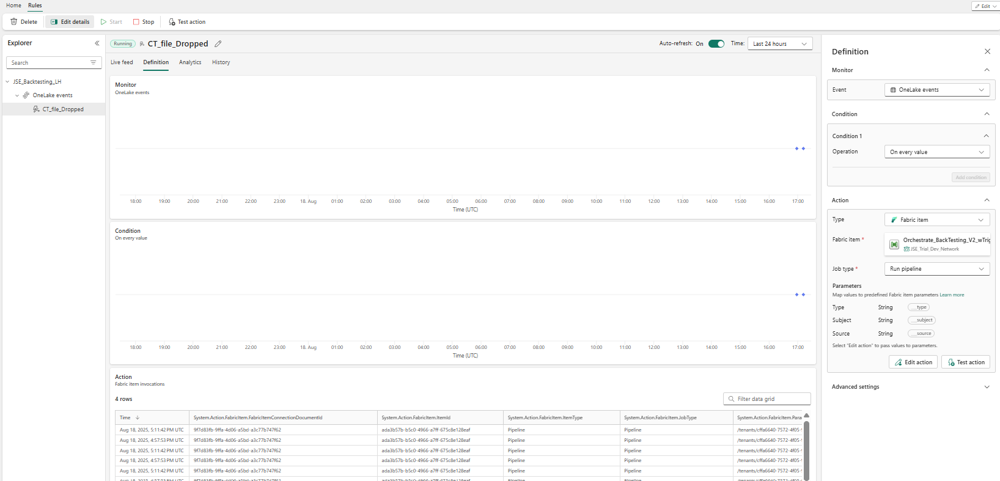 Home Rules
Edit
Delete Edit details Start Stop Test action
Explorer
Search
JSE_Backtesting_LH
OneLake events
CT_file_Dropped
Running CT_file_Dropped
Auto-refresh: On Time: Last 24 hours
Live feed Definition Analytics History
Monitor
OneLake events
18:00 19:00 20:00 21:00 22:00 23:00 18. Aug 01:00 02:00 03:00 04:00 05:00 06:00 07:00 08:00 09:00 10:00 11:00 12:00 13:00 14:00 15:00 16:00 17:00
Time (UTC)
Condition
On every value
18:00 19:00 20:00 21:00 22:00 23:00 18. Aug 01:00 02:00 03:00 04:00 05:00 06:00 07:00 08:00 09:00 10:00 11:00 12:00 13:00 14:00 15:00 16:00 17:00
Time (UTC)
Action
Fabric item invocations
4 rows
Filter data grid
Time System.Action.FabricItem.FabricItemConnectionDocumentId System.Action.FabricItem.ItemId System.Action.FabricItem.ItemType System.Action.FabricItem.JobType System.Action.FabricItem.Para
Aug 18, 2025, 5:11:42 PM UTC 9f7d83fb-9ffa-4d06-a5bd-a3c77b747f62 ada3b57b-b5c0-4966-a7ff-675c8e128eaf Pipeline Pipeline /tenants/cffa6640-7572-4f05-
Aug 18, 2025, 4:57:53 PM UTC 9f7d83fb-9ffa-4d06-a5bd-a3c77b747f62 ada3b57b-b5c0-4966-a7ff-675c8e128eaf Pipeline Pipeline /tenants/cffa6640-7572-4f05-
Aug 18, 2025, 5:11:42 PM UTC 9f7d83fb-9ffa-4d06-a5bd-a3c77b747f62 ada3b57b-b5c0-4966-a7ff-675c8e128eaf Pipeline Pipeline /tenants/cffa6640-7572-4f05-
Aug 18, 2025, 4:57:53 PM UTC 9f7d83fb-9ffa-4d06-a5bd-a3c77b747f62 ada3b57b-b5c0-4966-a7ff-675c8e128eaf Pipeline Pipeline /tenants/cffa6640-7572-4f05-
Aug 18, 2025, 5:11:42 PM UTC 9f7d83fb-9ffa-4d06-a5bd-a3c77b747f62 ada3b57b-b5c0-4966-a7ff-675c8e128eaf Pipeline Pipeline /tenants/cffa6640-7572-4f05-
Definition
Monitor
Event OneLake events
Condition
Condition 1
Operation On every value
Add condition
Action
Type Fabric item
Fabric item * Orchestrate_BackTesting_V2_wTrig
JSE_Trial_Dev_Network
Job type * Run pipeline
Parameters
Map values to predefined Fabric item parameters Learn more
Type String __type
Subject String __subject
Source String __source
Select "Edit action" to pass values to parameters.
Edit action Test action
Advanced settings